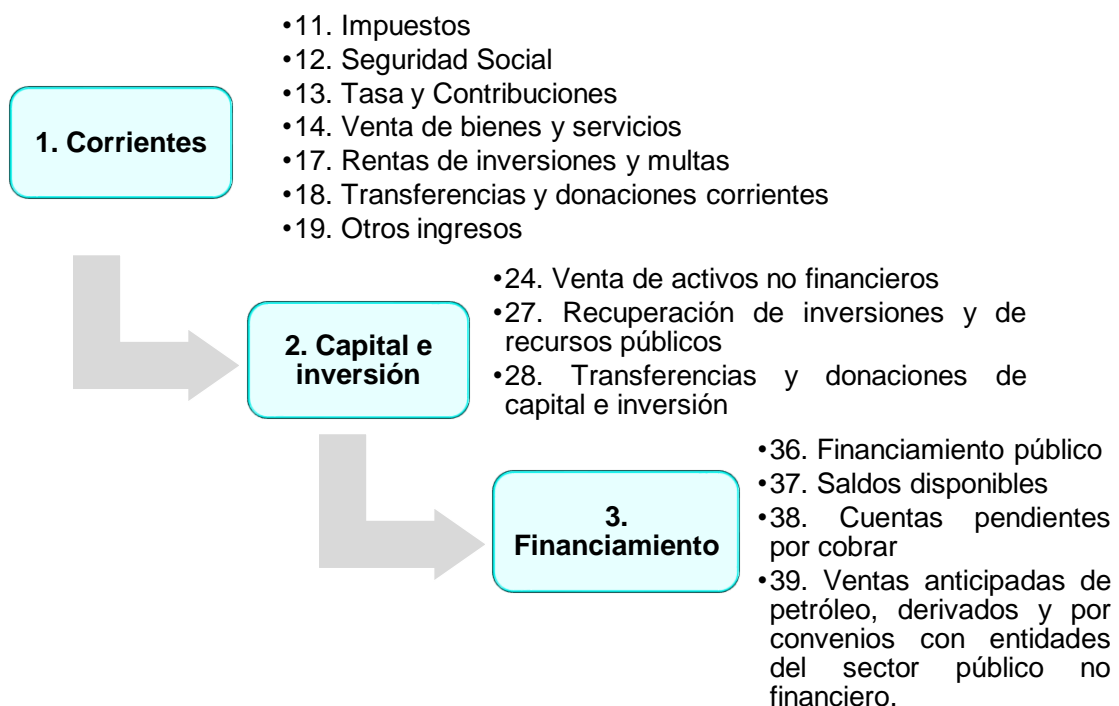 •11. Impuestos
•12. Seguridad Social
•13. Tasa y Contribuciones
•14. Venta de bienes y servicios
•17. Rentas de inversiones y multas
•18. Transferencias y donaciones corrientes
•19. Otros ingresos
1. Corrientes
•24. Venta de activos no financieros
•27. Recuperación de inversiones y de
recursos públicos
•28. Transferencias y donaciones de
capital e inversión
2. Capital e
inversión
•36. Financiamiento público
•37. Saldos disponibles
•38. Cuentas pendientes
por cobrar
•39. Ventas anticipadas de
petróleo, derivados y por
convenios con entidades
del sector público no
financiero.
3.
Financiamiento